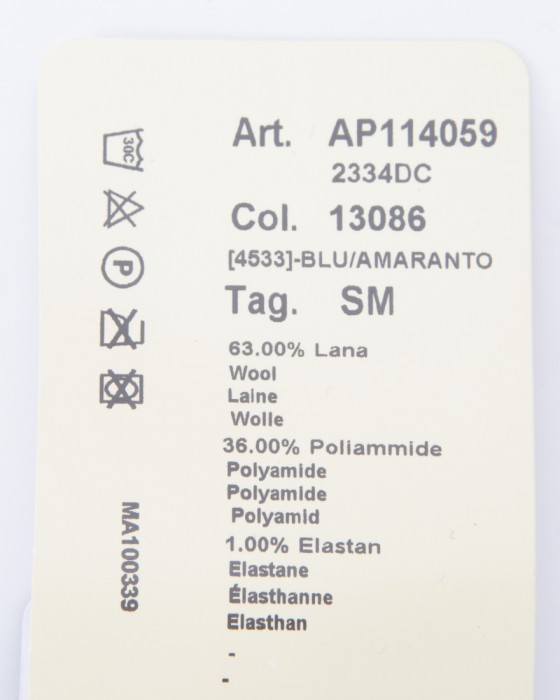 Art. AP114059
2334DC
Col. 13086
[4533]-BLU/AMARANTO
Tag. SM
63.00% Lana
Wool
Laine
Wolle
36.00% Poliammide
Polyamide
Polyamide
Polyamid
1.00% Elastan
Elastane
Élasthanne
Elasthan
-
-
30C
P
MA100339